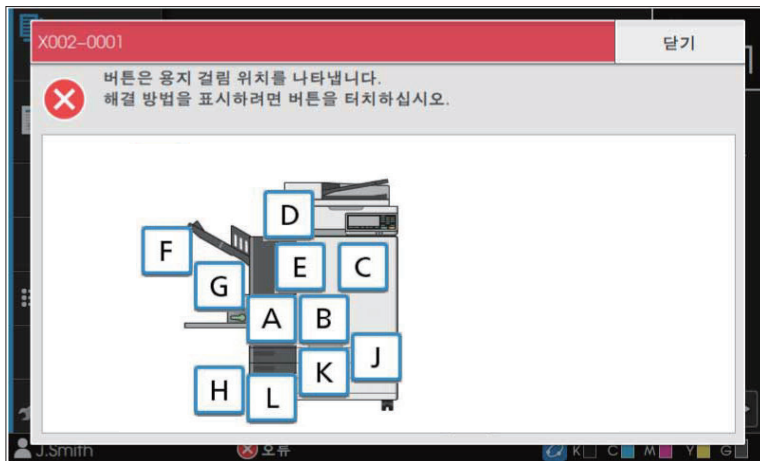 X002-0001
닫기
버튼은 용지 걸림 위치를 나타냅니다.
해결 방법을 표시하려면 버튼을 터치하십시오.
D
F
E
C
G
A
B
J
K
H
L
J.Smith
오류
K C M Y G